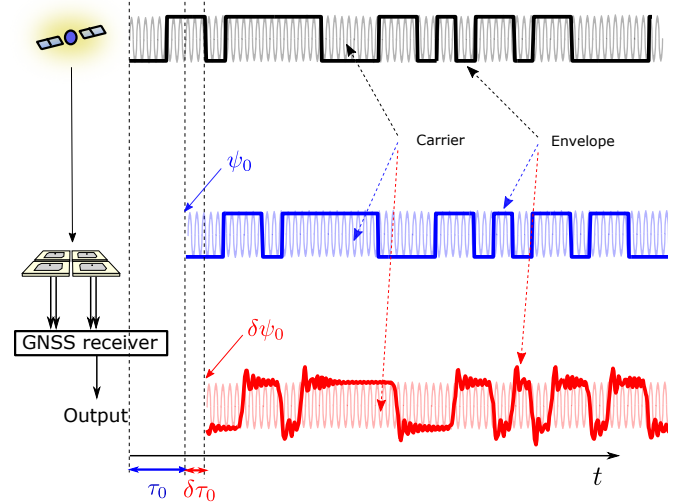 Carrier
Envelope
ψ₀
δψ₀
GNSS receiver
Output
t
τ₀
δτ₀